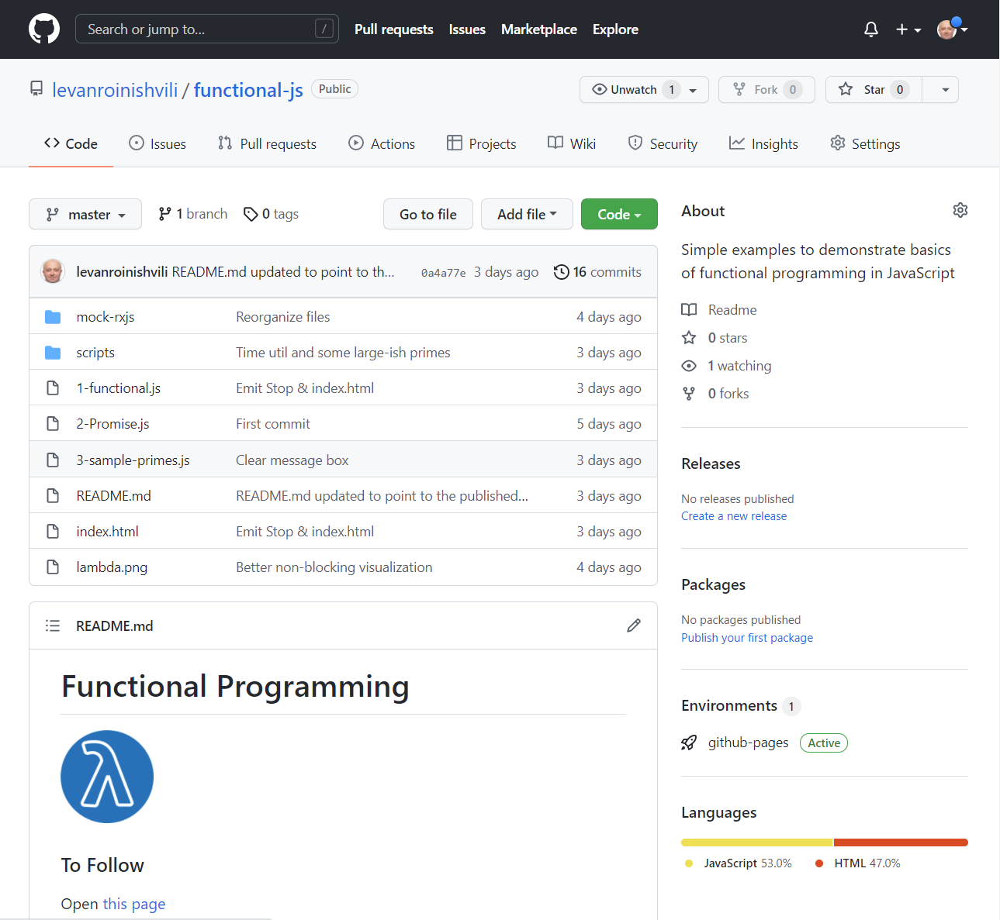 Search or jump to... / Pull requests Issues Marketplace Explore
levanroinishvili / functional-js Public Unwatch 1 Fork 0 Star 0
Code Issues Pull requests Actions Projects Wiki Security Insights Settings
master 1 branch 0 tags Go to file Add file Code
levanroinishvili README.md updated to point to th... 0a4a77e 3 days ago 16 commits
mock-rxjs Reorganize files 4 days ago
scripts Time util and some large-ish primes 3 days ago
1-functional.js Emit Stop & index.html 3 days ago
2-Promise.js First commit 5 days ago
3-sample-primes.js Clear message box 3 days ago
README.md README.md updated to point to the published... 3 days ago
index.html Emit Stop & index.html 3 days ago
lambda.png Better non-blocking visualization 4 days ago
README.md
Functional Programming
λ
To Follow
Open this page
About
Simple examples to demonstrate basics
of functional programming in JavaScript
Readme
0 stars
1 watching
0 forks
Releases
No releases published
Create a new release
Packages
No packages published
Publish your first package
Environments 1
github-pages Active
Languages
JavaScript 53.0% HTML 47.0%